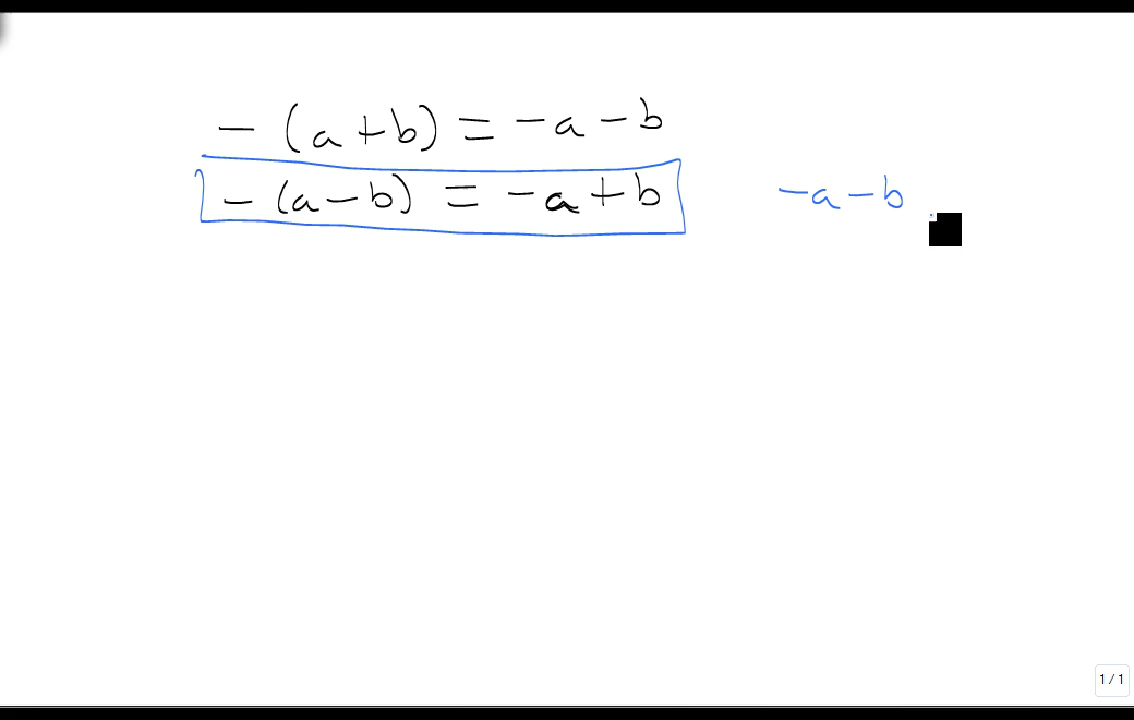 - (a + b) = - a - b
- (a - b) = - a + b
- a - b
1 / 1